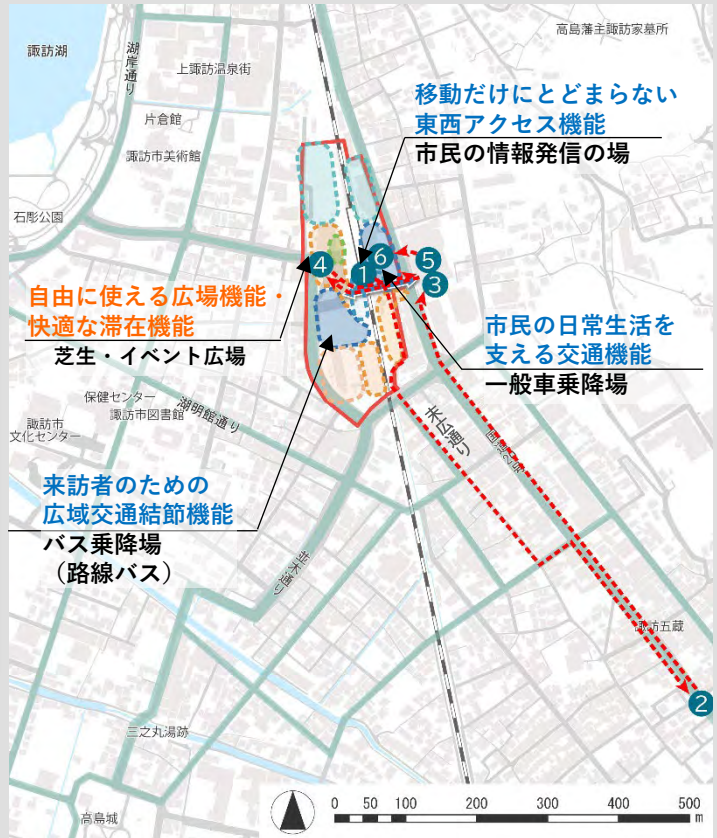 高島藩主諏訪家墓所
諏訪湖
湖岸通り
上諏訪温泉街
片倉館
諏訪市美術館
石彫公園
移動だけにとどまらない
東西アクセス機能
市民の情報発信の場
4
1
6
5
3
自由に使える広場機能・
快適な滞在機能
芝生・イベント広場
市民の日常生活を
支える交通機能
一般車乗降場
保健センター
諏訪市図書館
諏訪市
文化センター
湖明館通り
末広通り
国道20号
来訪者のための
広域交通結節機能
バス乗降場
（路線バス）
並木通り
諏訪五蔵
2
三之丸湯跡
高島城
0 50 100 200 300 400 500
m